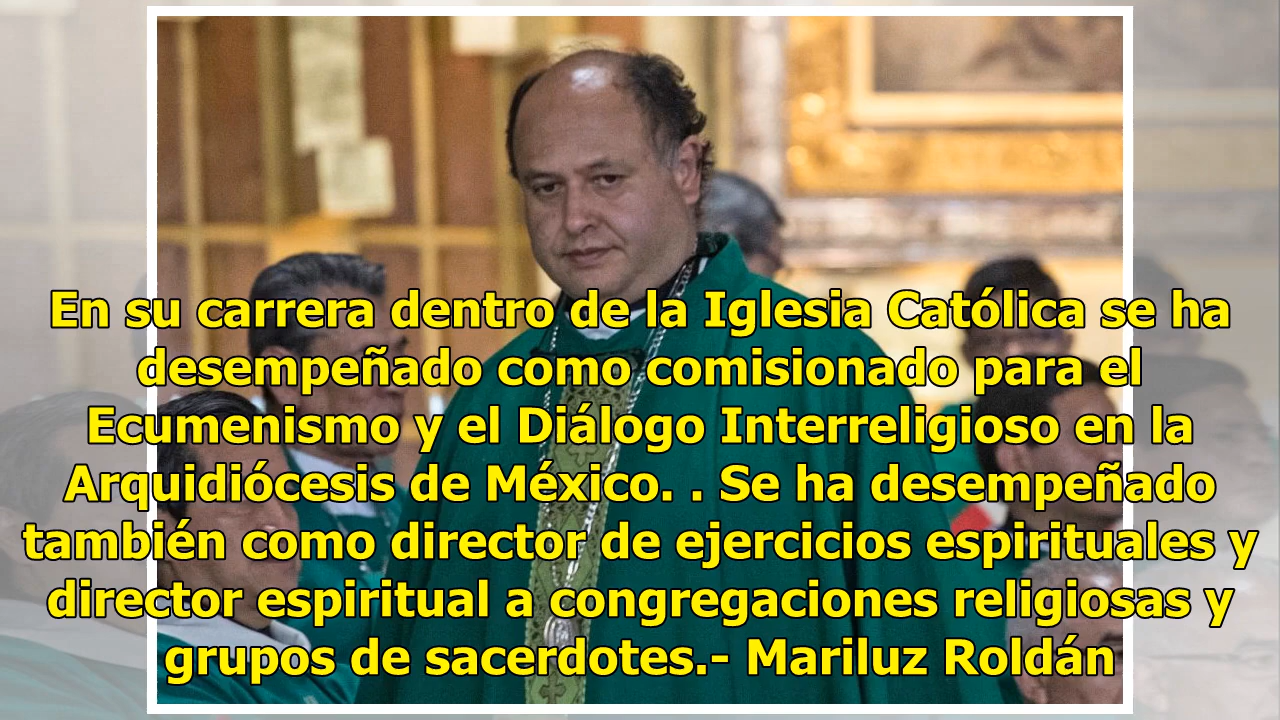 En su carrera dentro de la Iglesia Católica se ha
desempeñado como comisionado para el
Ecumenismo y el Diálogo Interreligioso en la
Arquidiócesis de México. . Se ha desempeñado
también como director de ejercicios espirituales y
director espiritual a congregaciones religiosas y
grupos de sacerdotes.- Mariluz Roldán